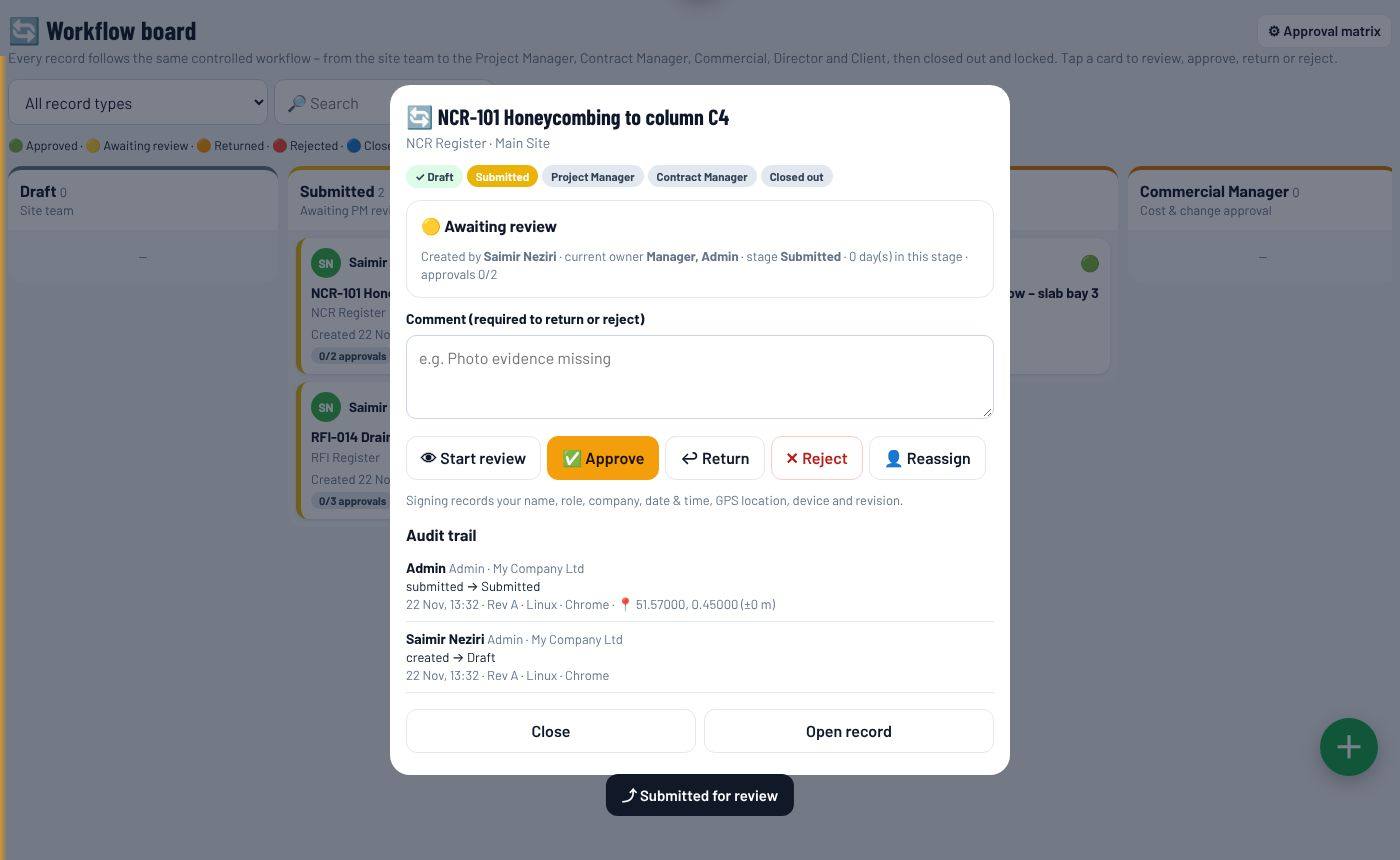 Workflow board
⚙ Approval matrix
Every record follows the same controlled workflow – from the site team to the Project Manager, Contract Manager, Commercial, Director and Client, then closed out and locked. Tap a card to review, approve, return or reject.
All record types
🔎 Search
🟢 Approved · 🟡 Awaiting review · 🟠 Returned · 🔴 Rejected · 🔵
Draft 0
Site team
–
Submitted 2
Awaiting PM
SN Saimir
NCR-101
NCR Register
Created 22
0/2 approvals
SN Saimir
RFI-014
RFI Register
Created 22
0/3 approvals
– slab bay 3
Commercial Manager 0
Cost & change approval
–
NCR-101 Honeycombing to column C4
NCR Register · Main Site
✓ Draft
Submitted
Project Manager
Contract Manager
Closed out
🟡 Awaiting review
Created by Saimir Neziri · current owner Manager, Admin · stage Submitted · 0 day(s) in this stage ·
approvals 0/2
Comment (required to return or reject)
e.g. Photo evidence missing
👁 Start review
✅ Approve
↩ Return
✕ Reject
👤 Reassign
Signing records your name, role, company, date & time, GPS location, device and revision.
Audit trail
Admin Admin · My Company Ltd
submitted → Submitted
22 Nov, 13:32 · Rev A · Linux · Chrome · 📍 51.57000, 0.45000 (±0 m)
Saimir Neziri Admin · My Company Ltd
created → Draft
22 Nov, 13:32 · Rev A · Linux · Chrome
Close
Open record
⤴ Submitted for review
+